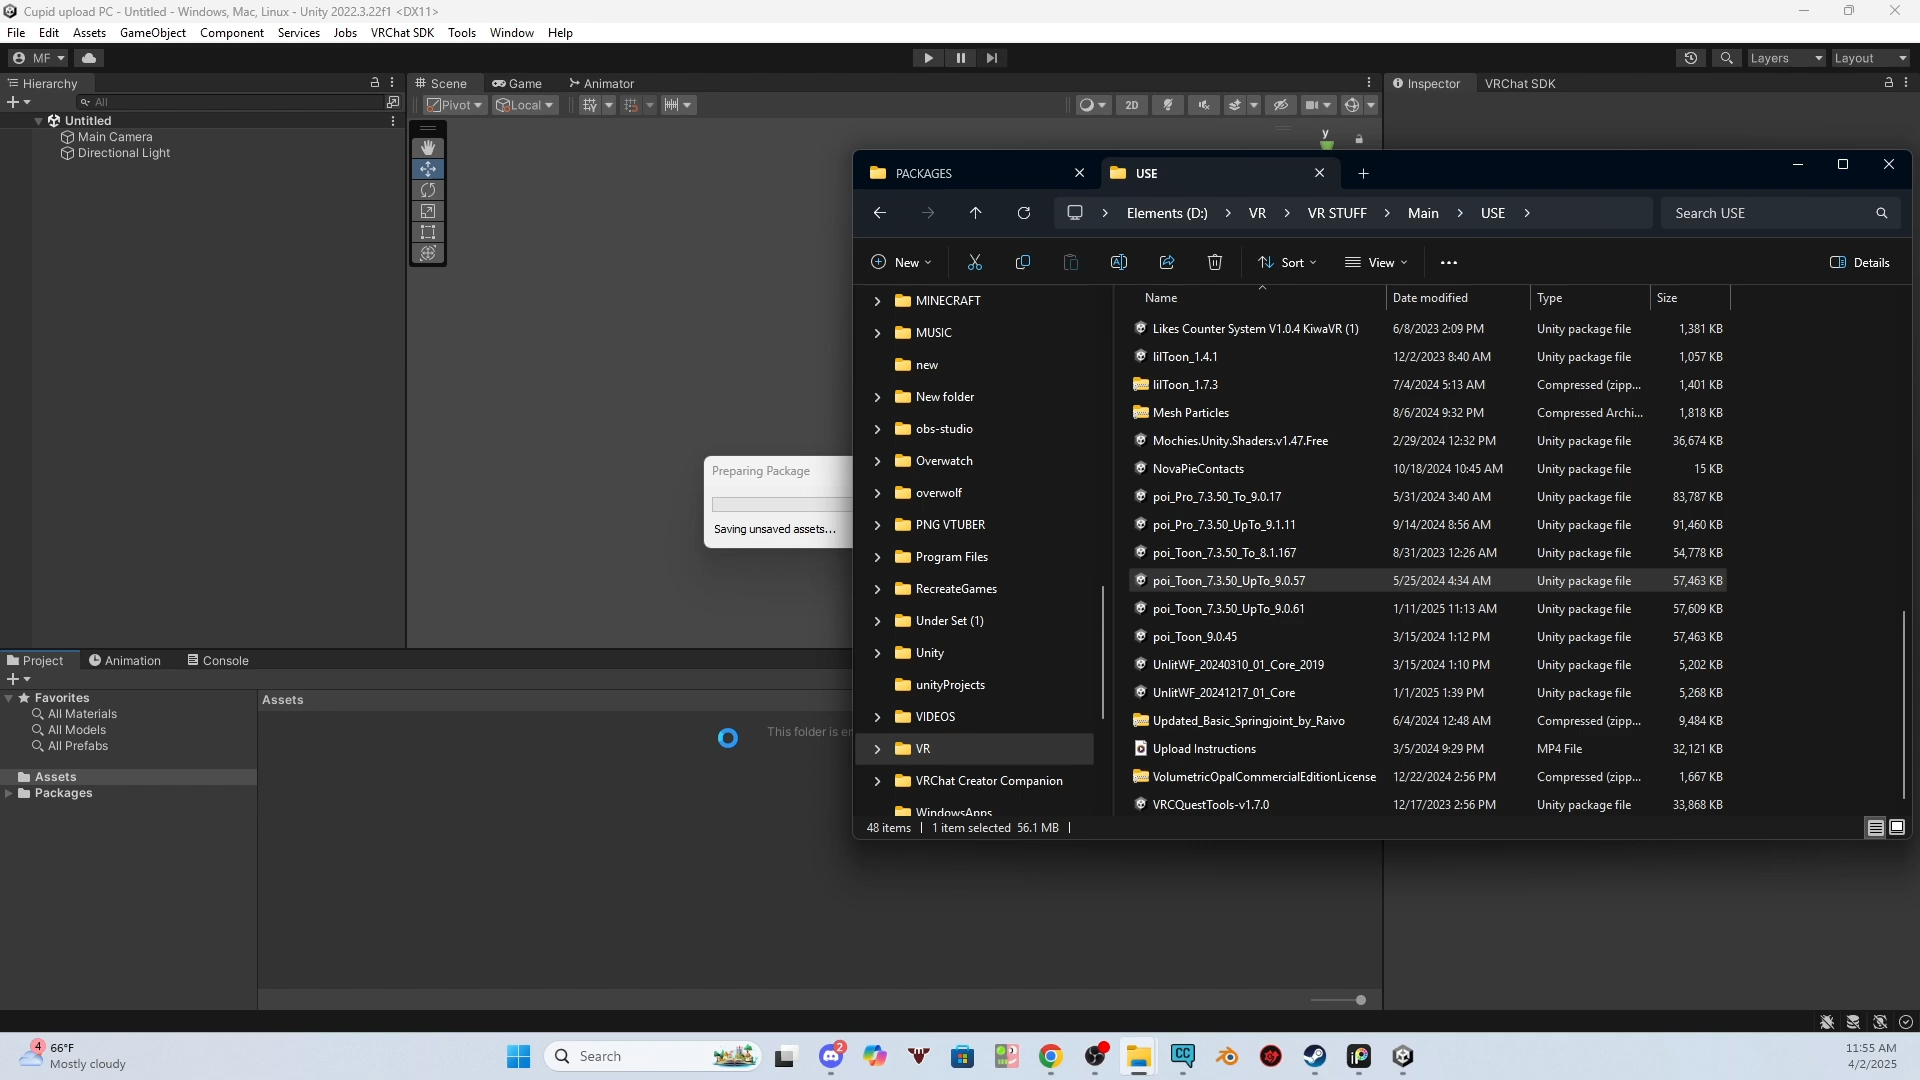 Cupid upload PC - Untitled - Windows, Mac, Linux - Unity 2022.3.22f1 <DX11>
File Edit Assets GameObject Component Services Jobs VRChat SDK Tools Window Help
MF Layers Layout
Hierarchy
All
Untitled
Main Camera
Directional Light
Scene Game Animator
Pivot Local 2D
y
Inspector VRChat SDK
Preparing Package
Saving unsaved assets...
PACKAGES USE
Elements (D:) > VR > VR STUFF > Main > USE > Search USE
New Sort View Details
MINECRAFT
MUSIC
new
New folder
obs-studio
Overwatch
overwolf
PNG VTUBER
Program Files
RecreateGames
Under Set (1)
Unity
unityProjects
VIDEOS
VR
VRChat Creator Companion
WindowsApps
Name Date modified Type Size
Likes Counter System V1.0.4 KiwaVR (1) 6/8/2023 2:09 PM Unity package file 1,381 KB
lilToon_1.4.1 12/2/2023 8:40 AM Unity package file 1,057 KB
lilToon_1.7.3 7/4/2024 5:13 AM Compressed (zipp... 1,401 KB
Mesh Particles 8/6/2024 9:32 PM Compressed Archi... 1,818 KB
Mochies.Unity.Shaders.v1.47.Free 2/29/2024 12:32 PM Unity package file 36,674 KB
NovaPieContacts 10/18/2024 10:45 AM Unity package file 15 KB
poi_Pro_7.3.50_To_9.0.17 5/31/2024 3:40 AM Unity package file 83,787 KB
poi_Pro_7.3.50_UpTo_9.1.11 9/14/2024 8:56 AM Unity package file 91,460 KB
poi_Toon_7.3.50_To_8.1.167 8/31/2023 12:26 AM Unity package file 54,778 KB
poi_Toon_7.3.50_UpTo_9.0.57 5/25/2024 4:34 AM Unity package file 57,463 KB
poi_Toon_7.3.50_UpTo_9.0.61 1/11/2025 11:13 AM Unity package file 57,609 KB
poi_Toon_9.0.45 3/15/2024 1:12 PM Unity package file 57,463 KB
UnlitWF_20240310_01_Core_2019 3/15/2024 1:10 PM Unity package file 5,202 KB
UnlitWF_20241217_01_Core 1/1/2025 1:39 PM Unity package file 5,268 KB
Updated_Basic_Springjoint_by_Raivo 6/4/2024 12:48 AM Compressed (zipp... 9,484 KB
Upload Instructions 3/5/2024 9:29 PM MP4 File 32,121 KB
VolumetricOpalCommercialEditionLicense 12/22/2024 2:56 PM Compressed (zipp... 1,667 KB
VRCQuestTools-v1.7.0 12/17/2023 2:56 PM Unity package file 33,868 KB
48 items 1 item selected 56.1 MB
Project Animation Console
Favorites
All Materials
All Models
All Prefabs
Assets
Packages
Assets
This folder is
4
66°F
Mostly cloudy
Search
2
CC
11:55 AM
4/2/2025